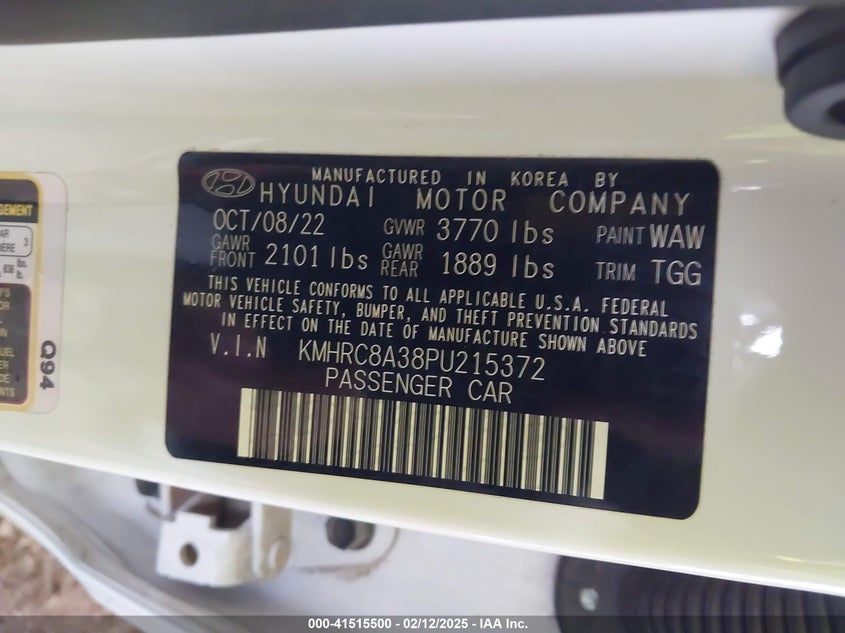 MANUFACTURED IN KOREA BY
HYUNDAI MOTOR COMPANY
OCT/08/22 GVWR 3770 lbs PAINT WAW
GAWR FRONT 2101 lbs GAWR REAR 1889 lbs TRIM TGG
THIS VEHICLE CONFORMS TO ALL APPLICABLE U.S.A. FEDERAL
MOTOR VEHICLE SAFETY, BUMPER, AND THEFT PREVENTION STANDARDS
IN EFFECT ON THE DATE OF MANUFACTURE SHOWN ABOVE
V.I.N KMHRC8A38PU215372
PASSENGER CAR
3
Q94
000-41515500 - 02/12/2025 - IAA Inc.